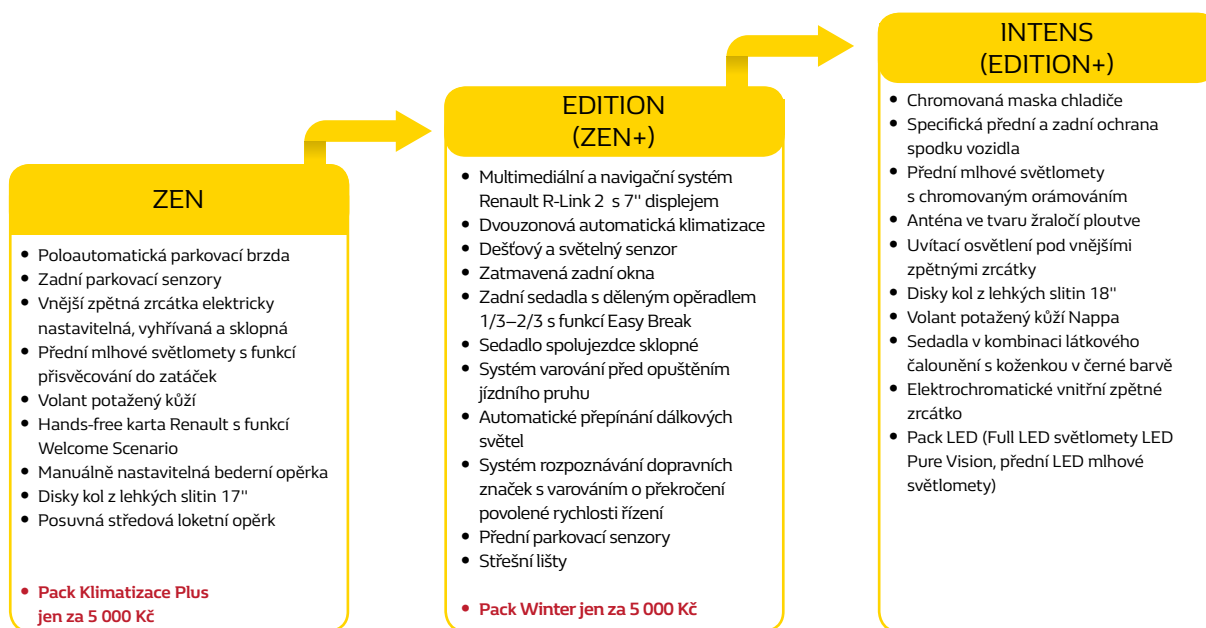 ZEN
• Poloautomatická parkovací brzda
• Zadní parkovací senzory
• Vnější zpětná zrcátka elektricky
nastavitelná, vyhřívaná a sklopná
• Přední mlhové světlomety s funkcí
přisvěcování do zatáček
• Volant potažený kůží
• Hands-free karta Renault s funkcí
Welcome Scenario
• Manuálně nastavitelná bederní opěrka
• Disky kol z lehkých slitin 17"
• Posuvná středová loketní opěrk
• Pack Klimatizace Plus
jen za 5 000 Kč
EDITION
(ZEN+)
• Multimediální a navigační systém
Renault R-Link 2 s 7" displejem
• Dvouzonová automatická klimatizace
• Dešťový a světelný senzor
• Zatmavená zadní okna
• Zadní sedadla s děleným opěradlem
1/3–2/3 s funkcí Easy Break
• Sedadlo spolujezdce sklopné
• Systém varování před opuštěním
jízdního pruhu
• Automatické přepínání dálkových
světel
• Systém rozpoznávání dopravních
značek s varováním o překročení
povolené rychlosti řízení
• Přední parkovací senzory
• Střešní lišty
• Pack Winter jen za 5 000 Kč
INTENS
(EDITION+)
• Chromovaná maska chladiče
• Specifická přední a zadní ochrana
spodku vozidla
• Přední mlhové světlomety
s chromovaným orámováním
• Anténa ve tvaru žraločí ploutve
• Uvítací osvětlení pod vnějšími
zpětnými zrcátky
• Disky kol z lehkých slitin 18"
• Volant potažený kůží Nappa
• Sedadla v kombinaci látkového
čalounění s koženkou v černé barvě
• Elektrochromatické vnitřní zpětné
zrcátko
• Pack LED (Full LED světlomety LED
Pure Vision, přední LED mlhové
světlomety)